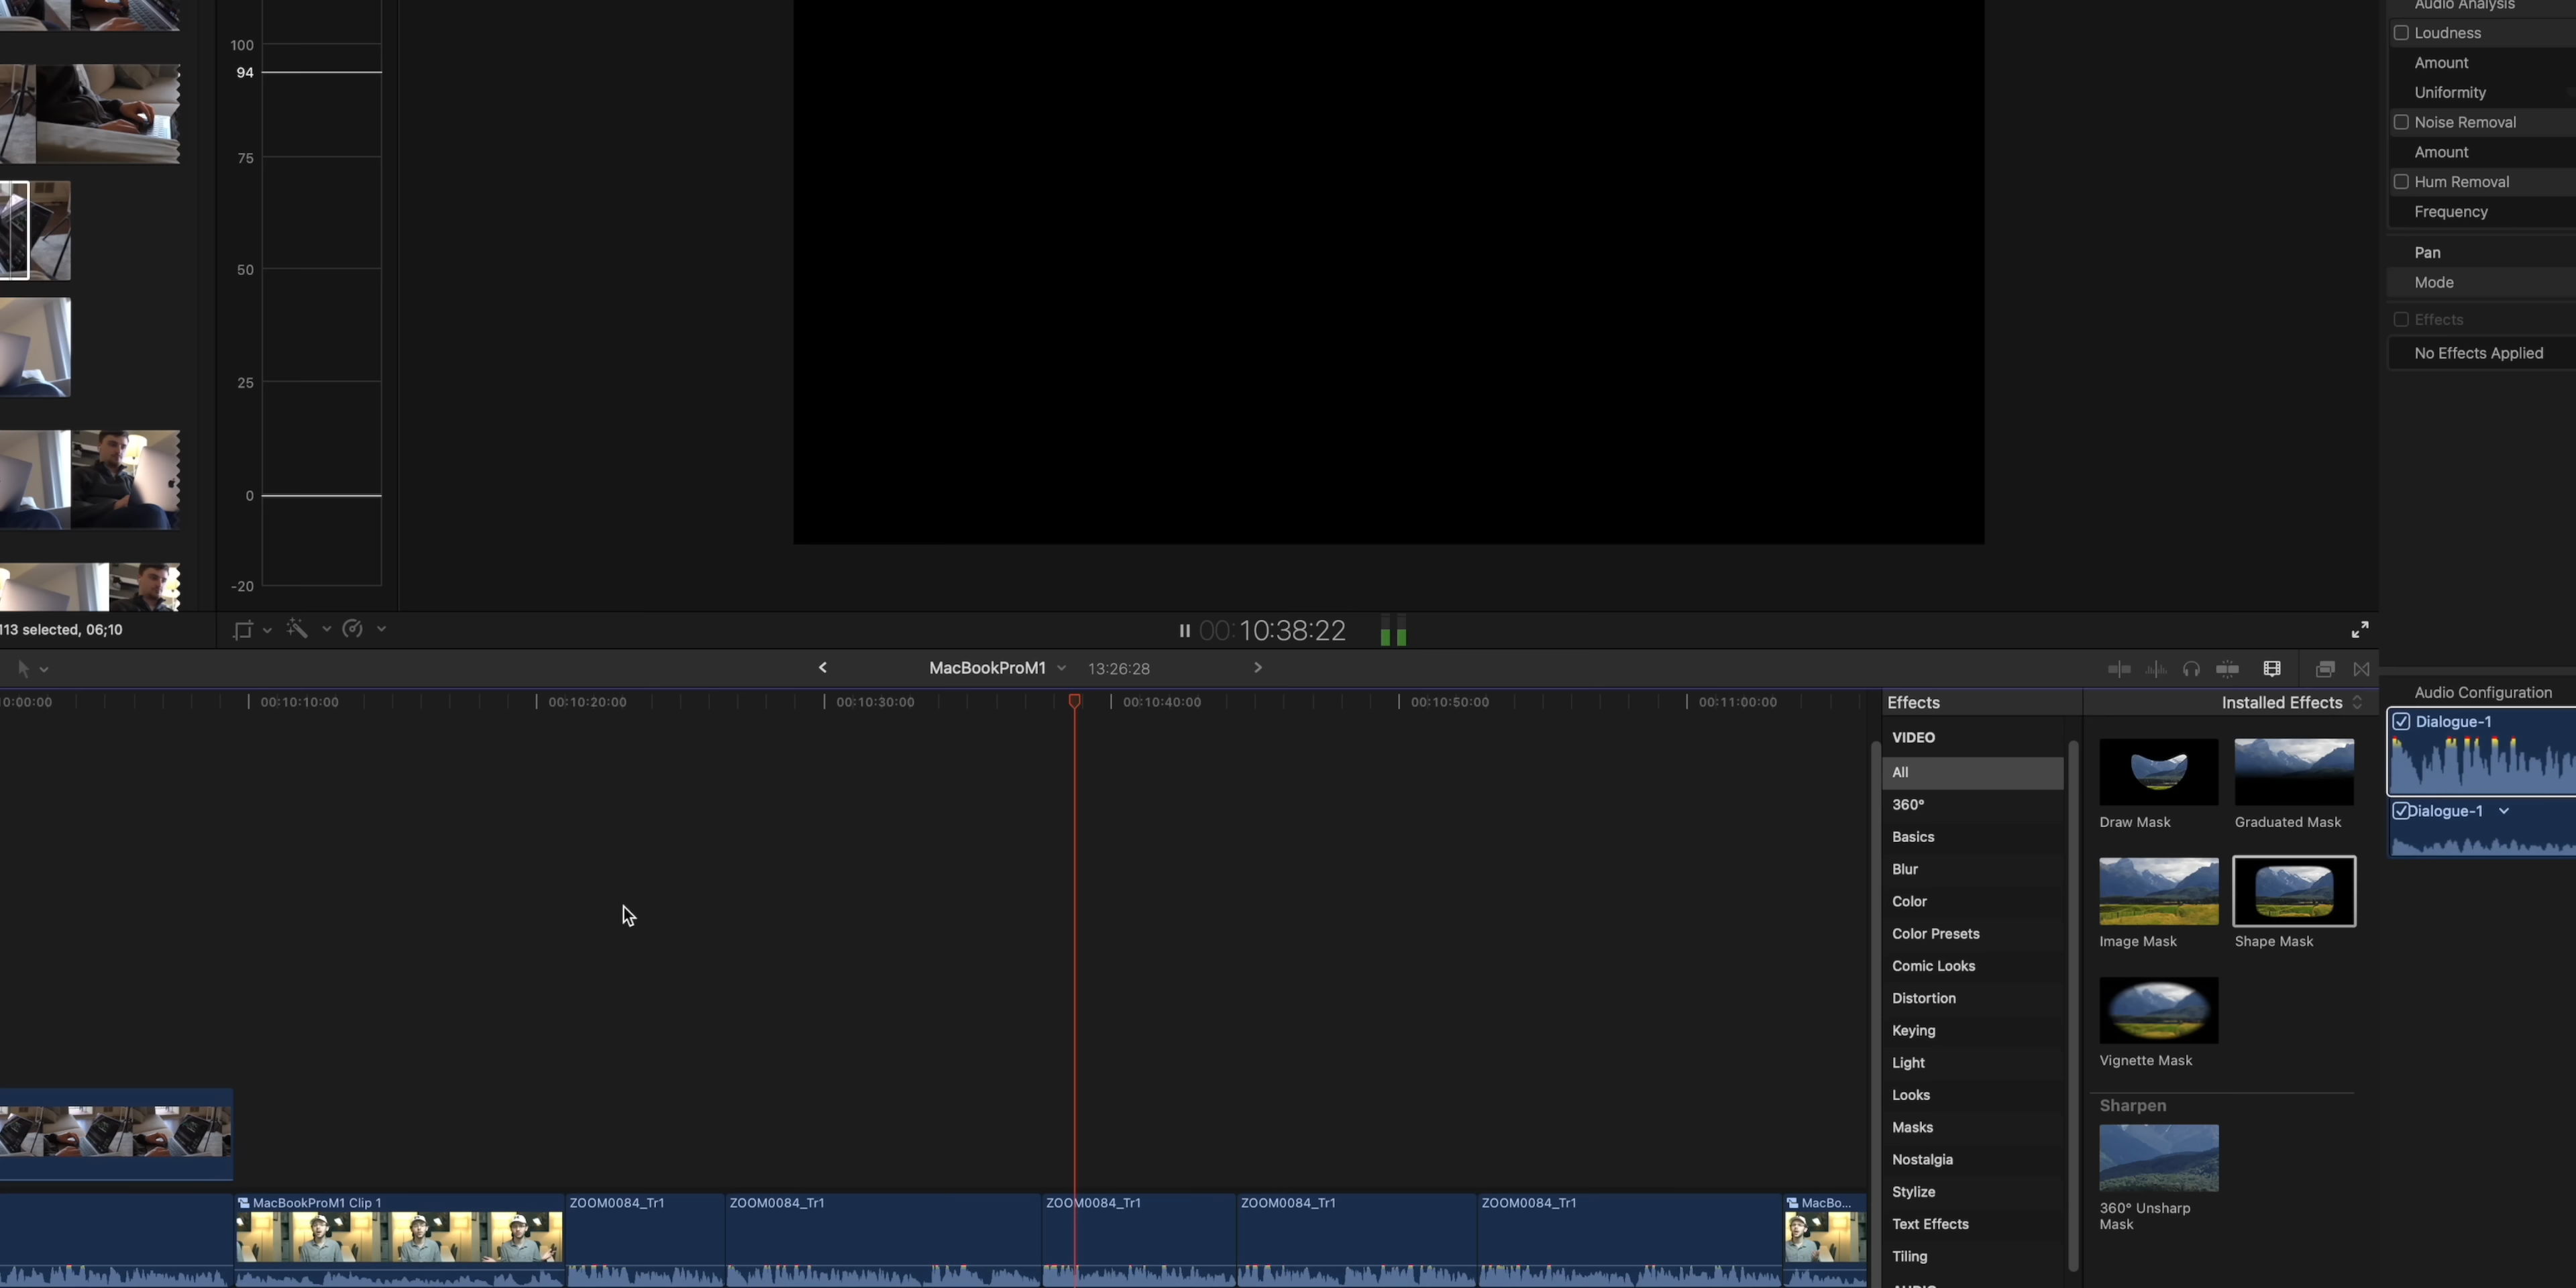 100
94
75
50
25
0
-20
113 selected, 06;10
00:10:38:22
MacBookProM1
13:26:28
0:00:00
00:10:10:00
00:10:20:00
00:10:30:00
00:10:40:00
00:10:50:00
00:11:00:00
MacBookProM1 Clip 1
ZOOM0084_Tr1
ZOOM0084_Tr1
ZOOM0084_Tr1
ZOOM0084_Tr1
ZOOM0084_Tr1
MacBo...
Effects
VIDEO
All
360°
Basics
Blur
Color
Color Presets
Comic Looks
Distortion
Keying
Light
Looks
Masks
Nostalgia
Stylize
Text Effects
Tiling
AUDIO
Installed Effects
Draw Mask
Graduated Mask
Image Mask
Shape Mask
Vignette Mask
Sharpen
360° Unsharp
Mask
Audio Analysis
Loudness
Amount
Uniformity
Noise Removal
Amount
Hum Removal
Frequency
Pan
Mode
Effects
No Effects Applied
Audio Configuration
Dialogue-1
Dialogue-1